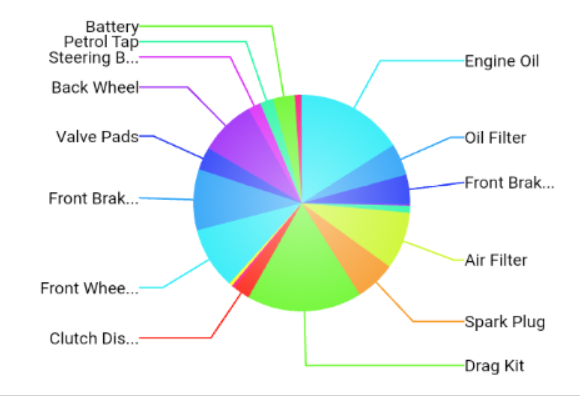 Battery
Petrol Tap
Steering B...
Back Wheel
Valve Pads
Front Brak...
Front Whee...
Clutch Dis...
Engine Oil
Oil Filter
Front Brak...
Air Filter
Spark Plug
Drag Kit